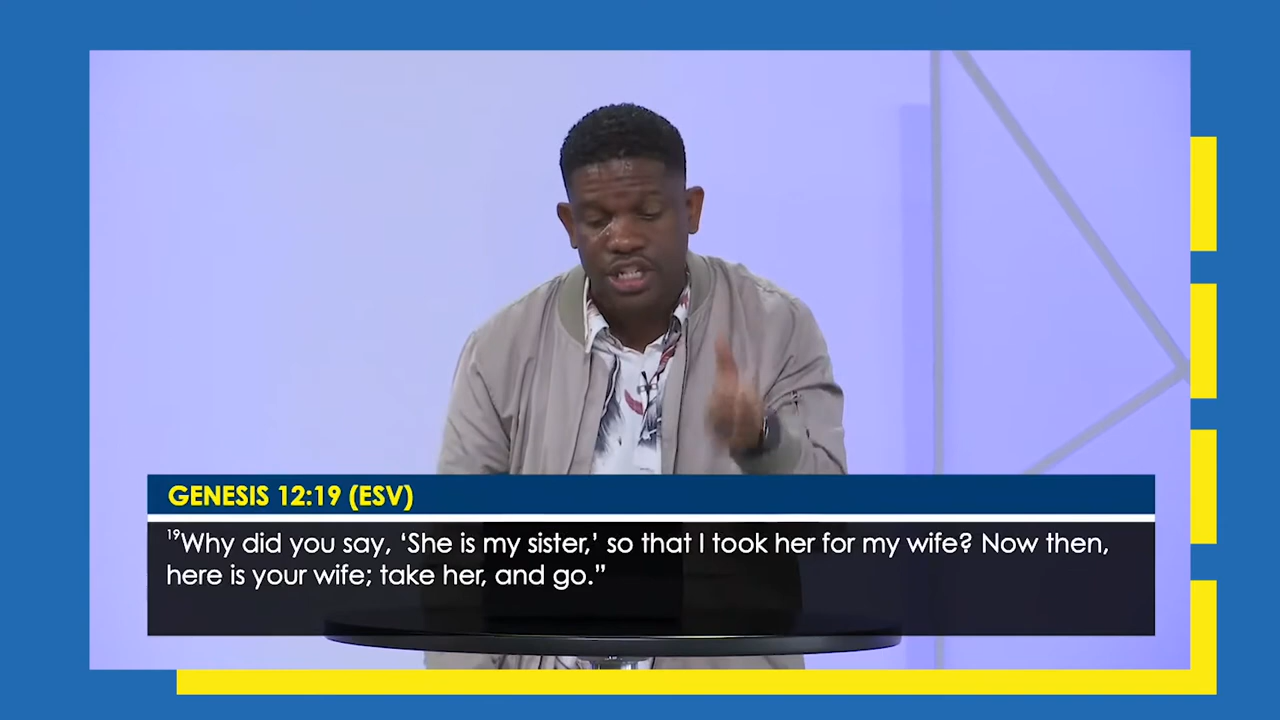 GENESIS 12:19 (ESV)
¹⁹Why did you say, ‘She is my sister,’ so that I took her for my wife? Now then,
here is your wife; take her, and go.”